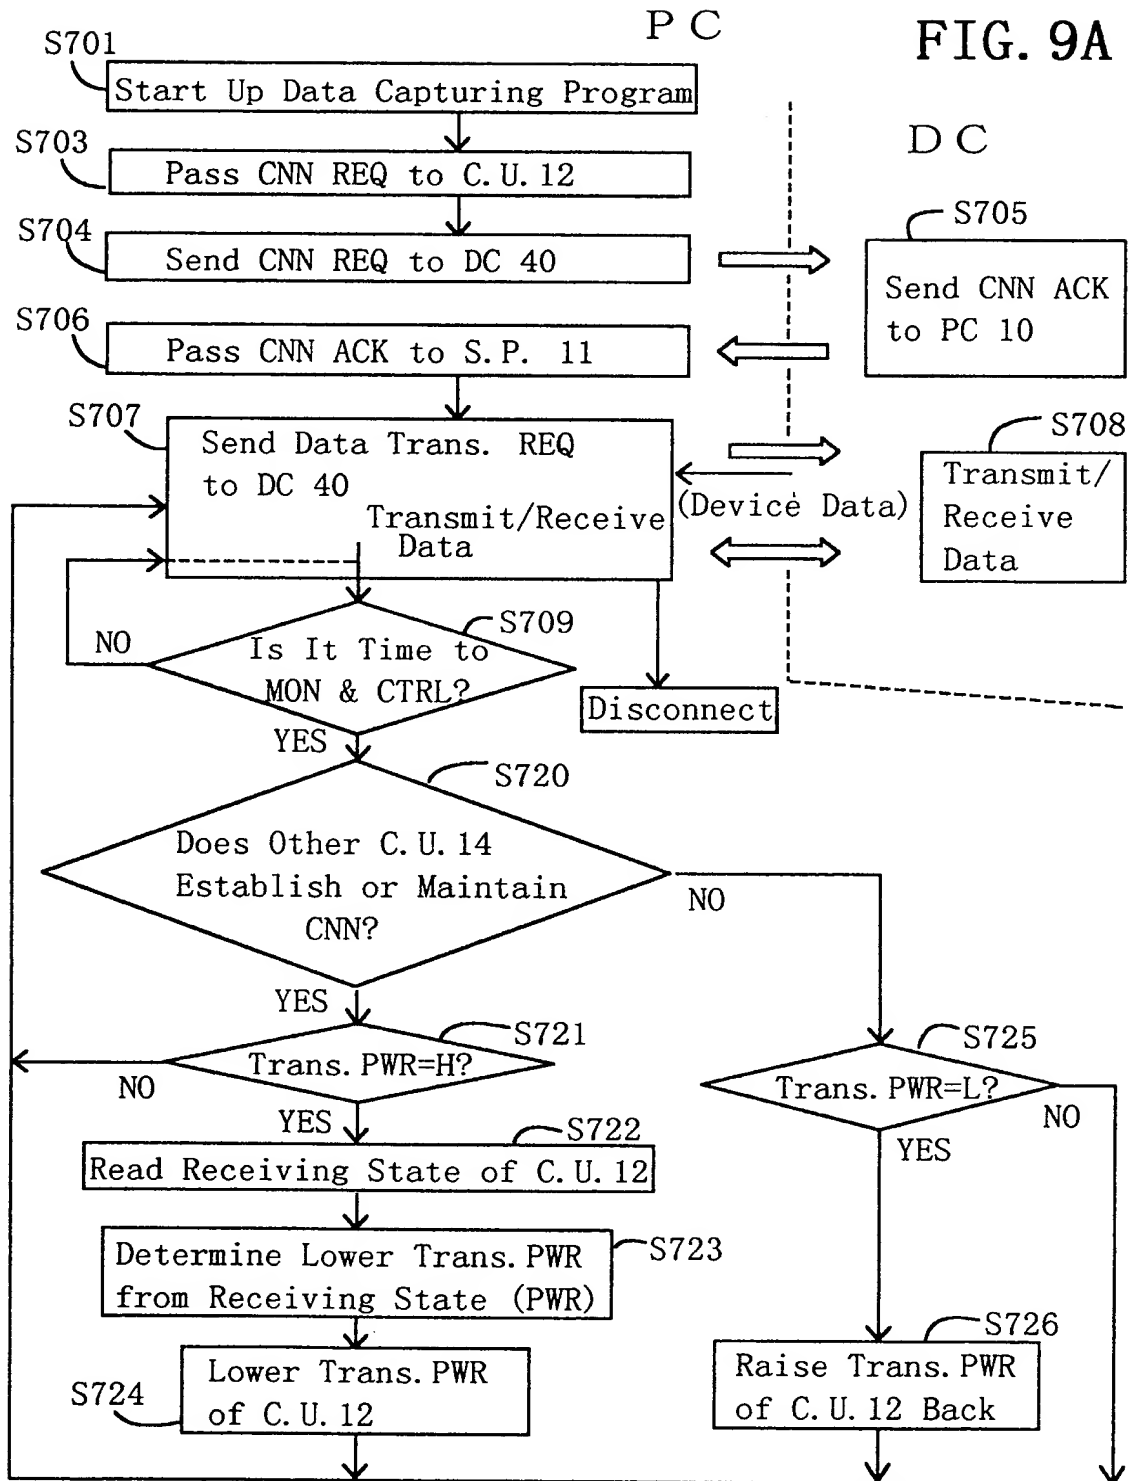 P C
FIG. 9A
S701
Start Up Data Capturing Program
D C
S703
Pass CNN REQ to C. U. 12
S704
Send CNN REQ to DC 40
S705
Send CNN ACK
to PC 10
S706
Pass CNN ACK to S.P. 11
S707
Send Data Trans. REQ
to DC 40
Transmit/Receive
Data
(Device Data)
S708
Transmit/
Receive
Data
S709
Is It Time to
MON & CTRL?
NO
YES
Disconnect
S720
Does Other C. U. 14
Establish or Maintain
CNN?
NO
YES
S721
Trans. PWR=H?
NO
YES
S725
Trans. PWR=L?
NO
YES
S722
Read Receiving State of C. U. 12
S723
Determine Lower Trans. PWR
from Receiving State (PWR)
S724
Lower Trans. PWR
of C. U. 12
S726
Raise Trans. PWR
of C. U. 12 Back